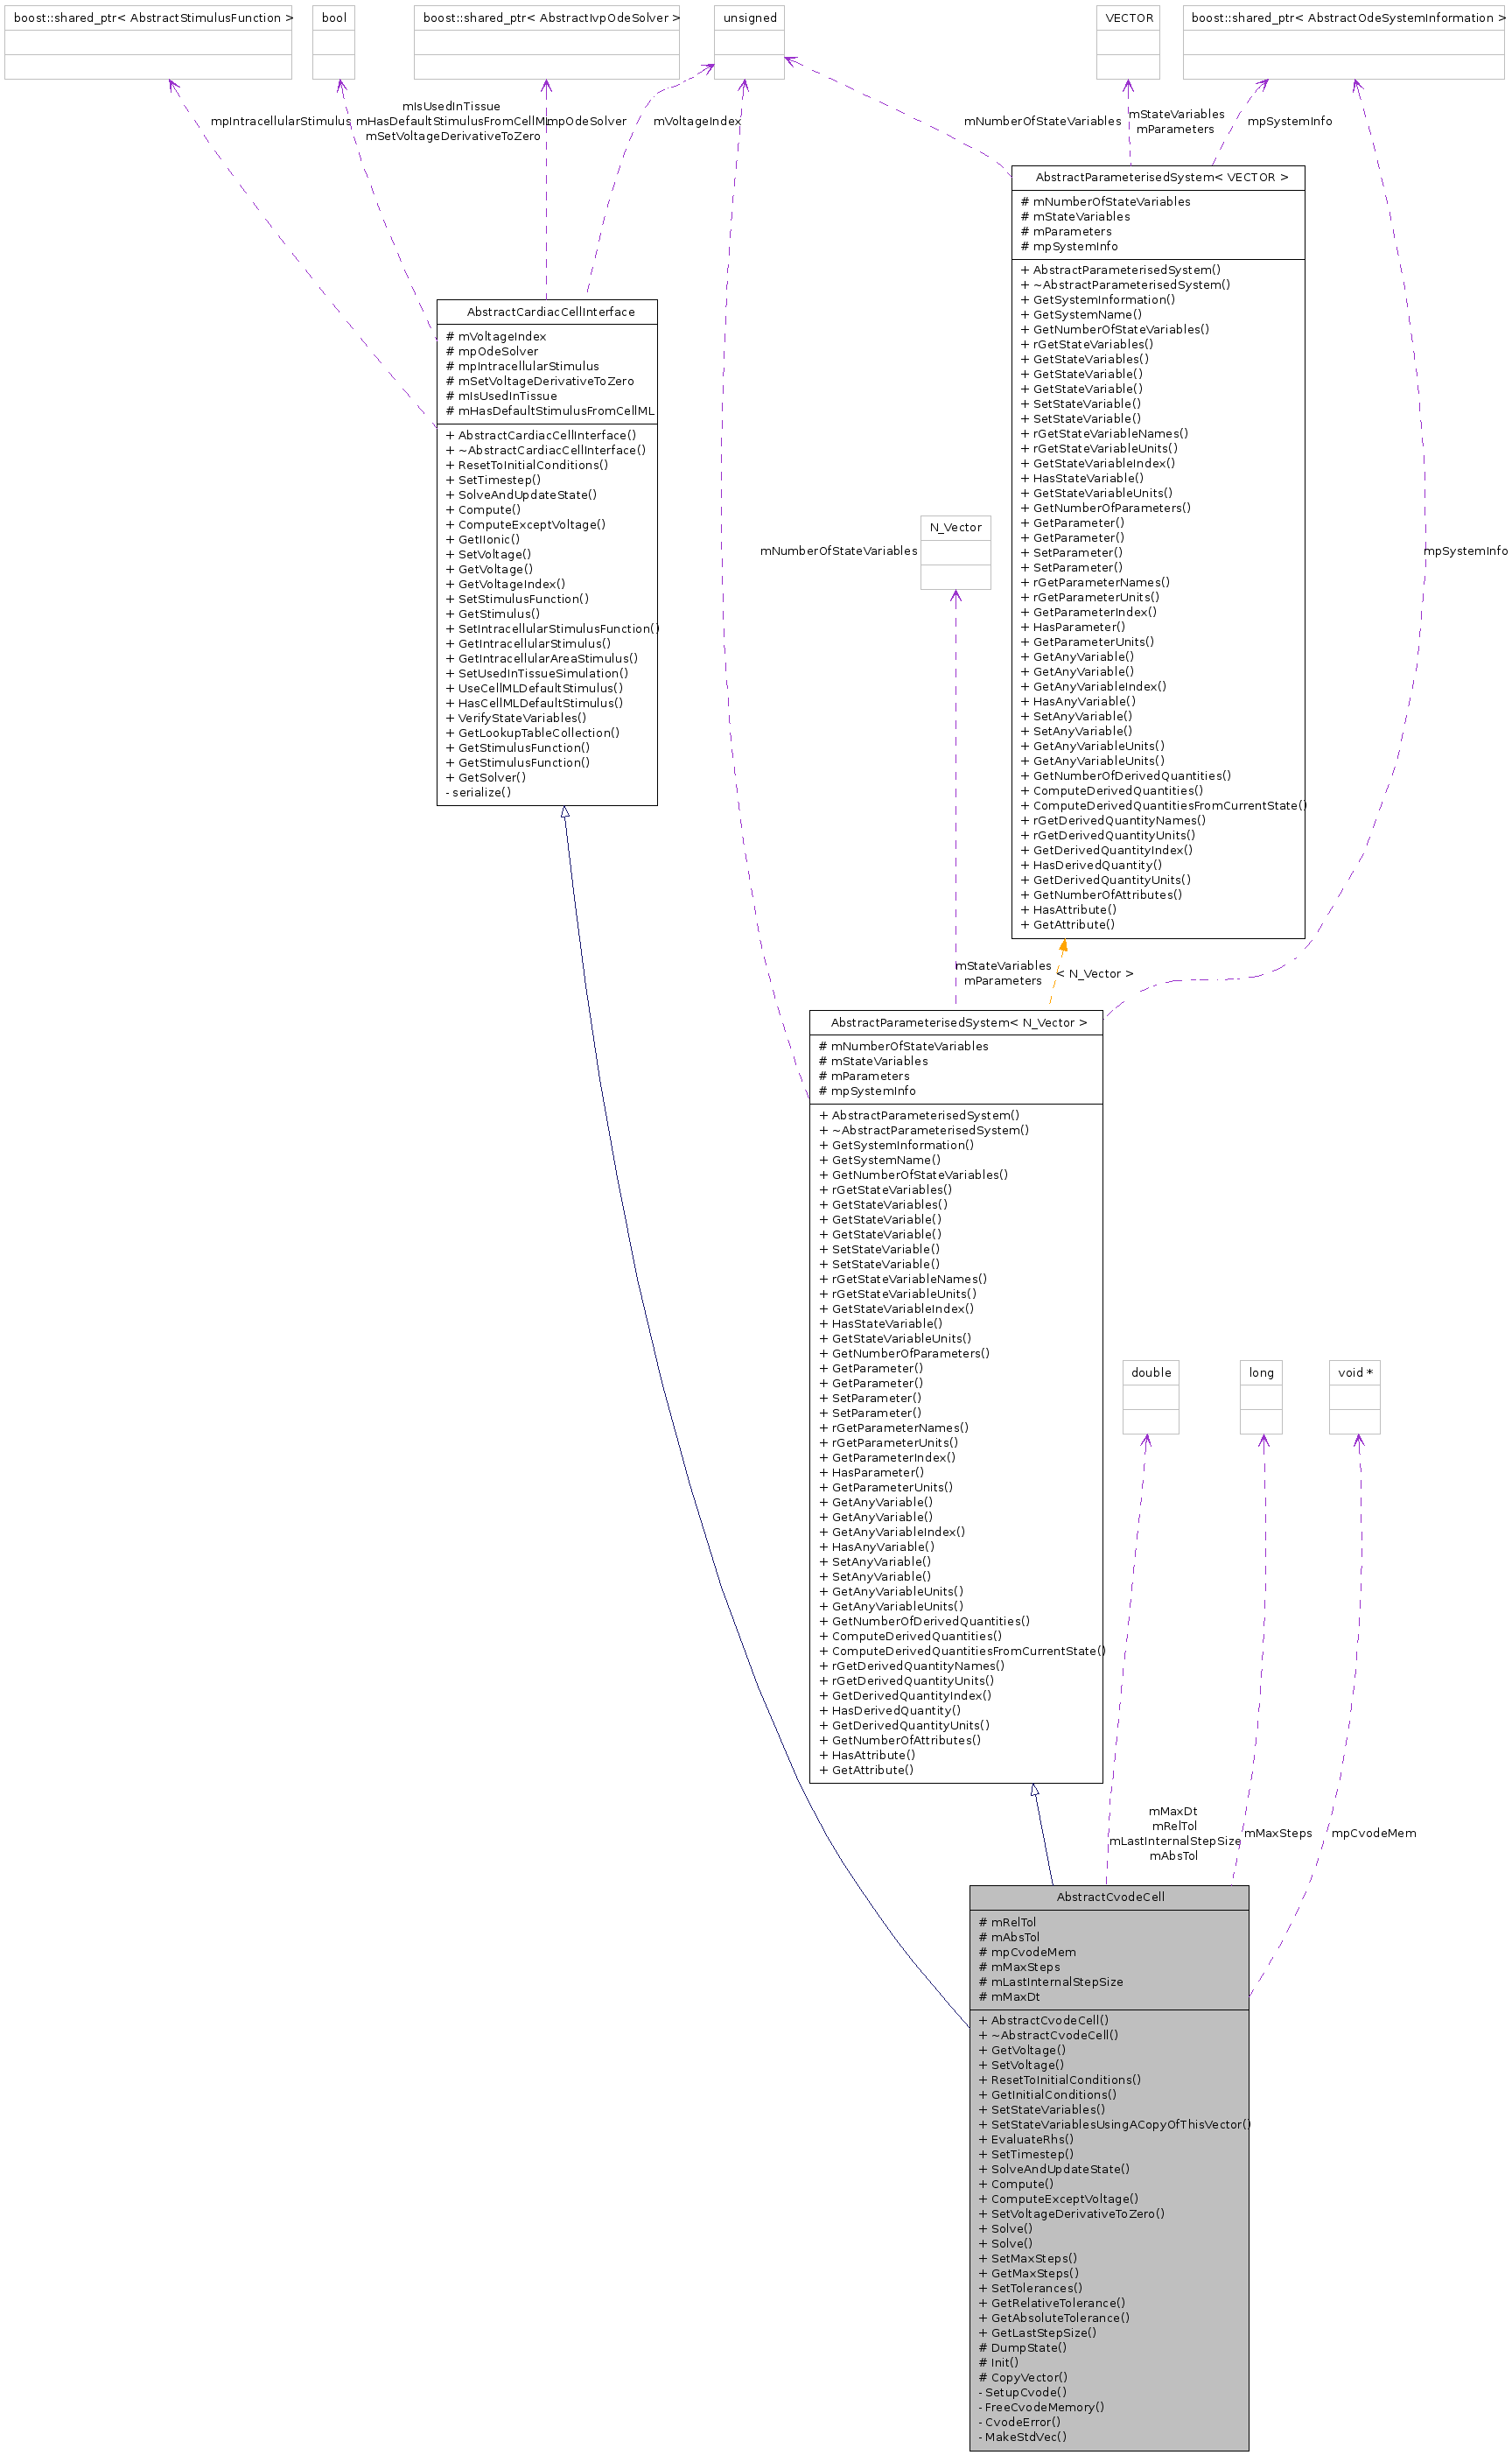 boost::shared_ptr< AbstractStimulusFunction >
bool
boost::shared_ptr< AbstractIvpOdeSolver >
unsigned
VECTOR
boost::shared_ptr< AbstractOdeSystemInformation >
mpIntracellularStimulus
mIsUsedInTissue
mHasDefaultStimulusFromCellML
mSetVoltageDerivativeToZero
mpOdeSolver
mVoltageIndex
mNumberOfStateVariables
mStateVariables
mParameters
mpSystemInfo
AbstractParameterisedSystem< VECTOR >
# mNumberOfStateVariables
# mStateVariables
# mParameters
# mpSystemInfo
+ AbstractParameterisedSystem()
+ ~AbstractParameterisedSystem()
+ GetSystemInformation()
+ GetSystemName()
+ GetNumberOfStateVariables()
+ rGetStateVariables()
+ GetStateVariables()
+ GetStateVariable()
+ GetStateVariable()
+ SetStateVariable()
+ SetStateVariable()
+ rGetStateVariableNames()
+ rGetStateVariableUnits()
+ GetStateVariableIndex()
+ HasStateVariable()
+ GetStateVariableUnits()
+ GetNumberOfParameters()
+ GetParameter()
+ GetParameter()
+ SetParameter()
+ SetParameter()
+ rGetParameterNames()
+ rGetParameterUnits()
+ GetParameterIndex()
+ HasParameter()
+ GetParameterUnits()
+ GetAnyVariable()
+ GetAnyVariable()
+ GetAnyVariableIndex()
+ HasAnyVariable()
+ SetAnyVariable()
+ SetAnyVariable()
+ GetAnyVariableUnits()
+ GetAnyVariableUnits()
+ GetNumberOfDerivedQuantities()
+ ComputeDerivedQuantities()
+ ComputeDerivedQuantitiesFromCurrentState()
+ rGetDerivedQuantityNames()
+ rGetDerivedQuantityUnits()
+ GetDerivedQuantityIndex()
+ HasDerivedQuantity()
+ GetDerivedQuantityUnits()
+ GetNumberOfAttributes()
+ HasAttribute()
+ GetAttribute()
AbstractCardiacCellInterface
# mVoltageIndex
# mpOdeSolver
# mpIntracellularStimulus
# mSetVoltageDerivativeToZero
# mIsUsedInTissue
# mHasDefaultStimulusFromCellML
+ AbstractCardiacCellInterface()
+ ~AbstractCardiacCellInterface()
+ ResetToInitialConditions()
+ SetTimestep()
+ SolveAndUpdateState()
+ Compute()
+ ComputeExceptVoltage()
+ GetIIonic()
+ SetVoltage()
+ GetVoltage()
+ GetVoltageIndex()
+ SetStimulusFunction()
+ GetStimulus()
+ SetIntracellularStimulusFunction()
+ GetIntracellularStimulus()
+ GetIntracellularAreaStimulus()
+ SetUsedInTissueSimulation()
+ UseCellMLDefaultStimulus()
+ HasCellMLDefaultStimulus()
+ VerifyStateVariables()
+ GetLookupTableCollection()
+ GetStimulusFunction()
+ GetStimulusFunction()
+ GetSolver()
- serialize()
N_Vector
mNumberOfStateVariables
mpSystemInfo
mStateVariables
mParameters
< N_Vector >
AbstractParameterisedSystem< N_Vector >
# mNumberOfStateVariables
# mStateVariables
# mParameters
# mpSystemInfo
+ AbstractParameterisedSystem()
+ ~AbstractParameterisedSystem()
+ GetSystemInformation()
+ GetSystemName()
+ GetNumberOfStateVariables()
+ rGetStateVariables()
+ GetStateVariables()
+ GetStateVariable()
+ GetStateVariable()
+ SetStateVariable()
+ SetStateVariable()
+ rGetStateVariableNames()
+ rGetStateVariableUnits()
+ GetStateVariableIndex()
+ HasStateVariable()
+ GetStateVariableUnits()
+ GetNumberOfParameters()
+ GetParameter()
+ GetParameter()
+ SetParameter()
+ SetParameter()
+ rGetParameterNames()
+ rGetParameterUnits()
+ GetParameterIndex()
+ HasParameter()
+ GetParameterUnits()
+ GetAnyVariable()
+ GetAnyVariable()
+ GetAnyVariableIndex()
+ HasAnyVariable()
+ SetAnyVariable()
+ SetAnyVariable()
+ GetAnyVariableUnits()
+ GetAnyVariableUnits()
+ GetNumberOfDerivedQuantities()
+ ComputeDerivedQuantities()
+ ComputeDerivedQuantitiesFromCurrentState()
+ rGetDerivedQuantityNames()
+ rGetDerivedQuantityUnits()
+ GetDerivedQuantityIndex()
+ HasDerivedQuantity()
+ GetDerivedQuantityUnits()
+ GetNumberOfAttributes()
+ HasAttribute()
+ GetAttribute()
double
long
void *
mMaxDt
mRelTol
mLastInternalStepSize
mAbsTol
mMaxSteps
mpCvodeMem
AbstractCvodeCell
# mRelTol
# mAbsTol
# mpCvodeMem
# mMaxSteps
# mLastInternalStepSize
# mMaxDt
+ AbstractCvodeCell()
+ ~AbstractCvodeCell()
+ GetVoltage()
+ SetVoltage()
+ ResetToInitialConditions()
+ GetInitialConditions()
+ SetStateVariables()
+ SetStateVariablesUsingACopyOfThisVector()
+ EvaluateRhs()
+ SetTimestep()
+ SolveAndUpdateState()
+ Compute()
+ ComputeExceptVoltage()
+ SetVoltageDerivativeToZero()
+ Solve()
+ Solve()
+ SetMaxSteps()
+ GetMaxSteps()
+ SetTolerances()
+ GetRelativeTolerance()
+ GetAbsoluteTolerance()
+ GetLastStepSize()
# DumpState()
# Init()
# CopyVector()
- SetupCvode()
- FreeCvodeMemory()
- CvodeError()
- MakeStdVec()